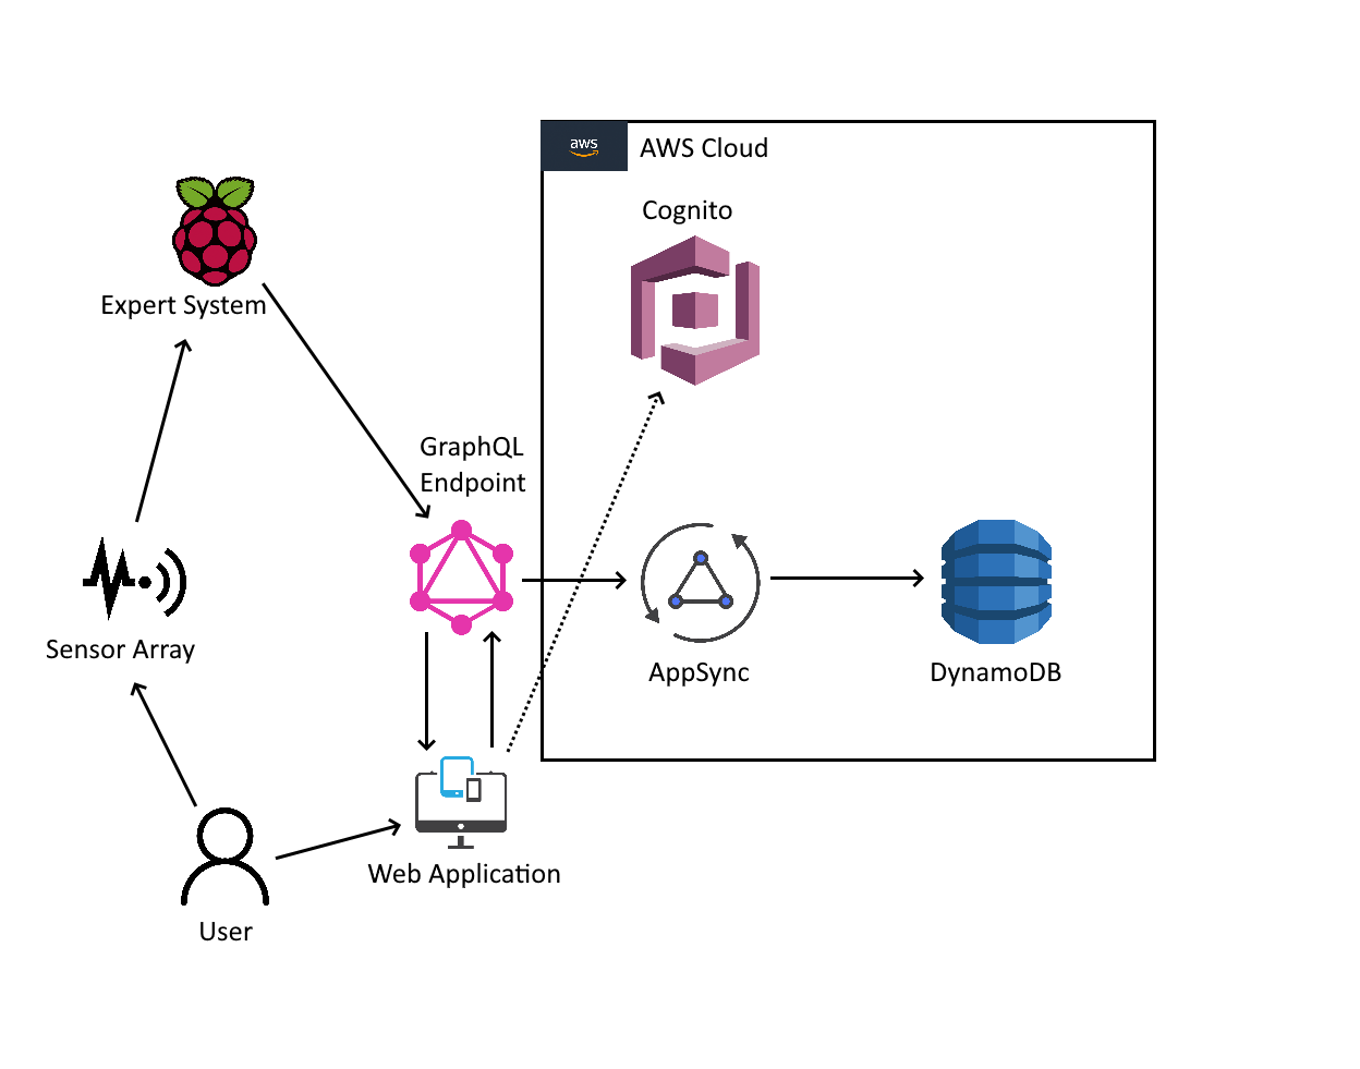 aws
AWS Cloud
Cognito
Expert System
GraphQL
Endpoint
Sensor Array
AppSync
DynamoDB
Web Application
User